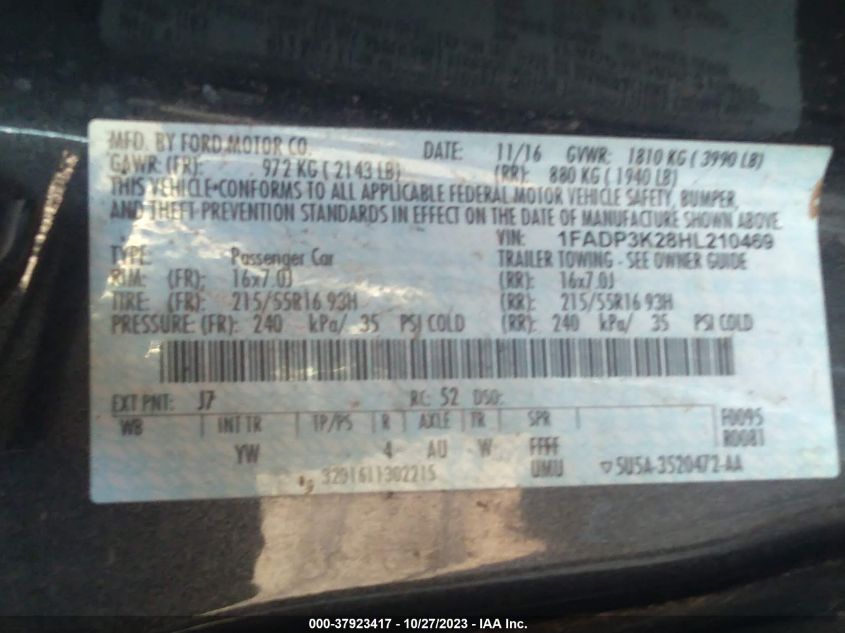 MFD. BY FORD MOTOR CO. DATE: 11/16 GVWR: 1810 KG ( 3990 LB)
GAWR: (FR): 972 KG ( 2143 LB) (RR): 880 KG ( 1940 LB)
THIS VEHICLE CONFORMS TO ALL APPLICABLE FEDERAL MOTOR VEHICLE SAFETY, BUMPER,
AND THEFT PREVENTION STANDARDS IN EFFECT ON THE DATE OF MANUFACTURE SHOWN ABOVE.
VIN: 1FADP3K28HL210469
TYPE: Passenger Car TRAILER TOWING - SEE OWNER GUIDE
RIM: (FR): 16x7.0J (RR): 16x7.0J
TIRE: (FR): 215/55R16 93H (RR): 215/55R16 93H
PRESSURE: (FR): 240 kPa/ 35 PSI COLD (RR): 240 kPa/ 35 PSI COLD
EXT PNT: J7 RC: 52 DSO:
WB INT TR TP/PS R AXLE TR SPR F0095
R0081
YW 4 AU W FFFF
UMU 5U5A-3520472-AA
3291611302215
000-37923417 - 10/27/2023 - IAA Inc.